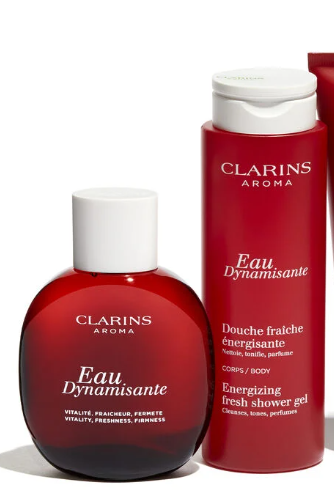 CLARINS
AROMA
Eau
Dynamisante
VITALITÉ, FRAICHEUR, FERMETE
VITALITY, FRESHNESS, FIRMNESS
CLARINS
AROMA
Eau
Dynamisante
Douche fraîche
énergisante
Nettoie, tonifie, parfume
CORPS / BODY
Energizing
fresh shower gel
Cleanses, tones, perfumes